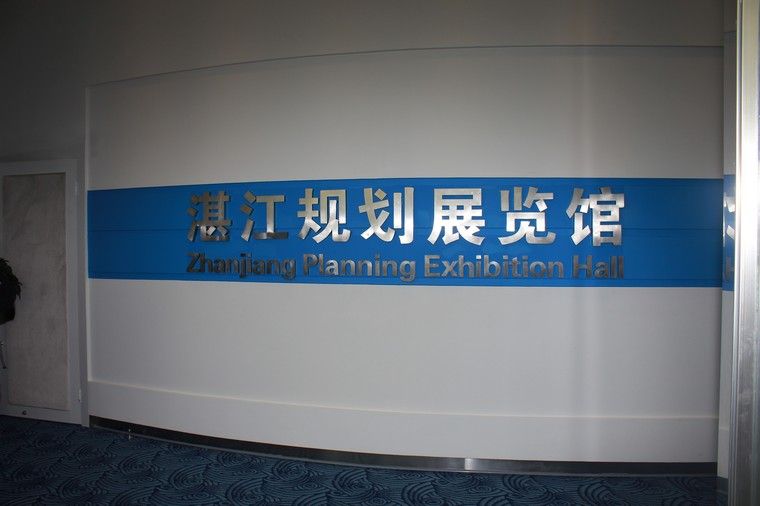 湛江规划展览馆
Zhanjiang Planning Exhibition Hall